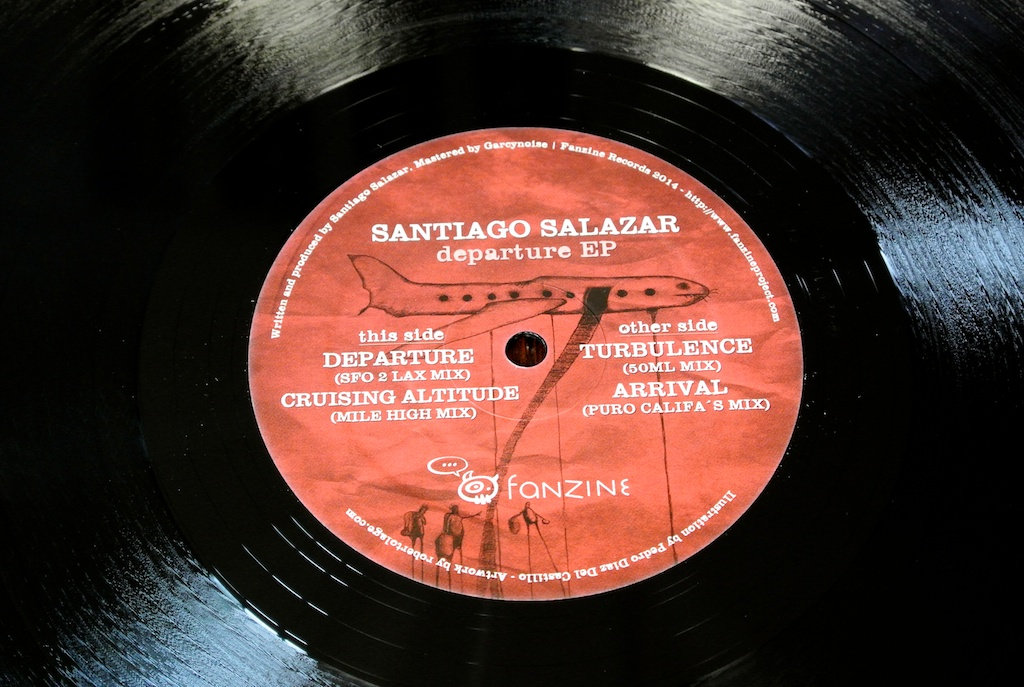 Written and produced by Santiago Salazar. Mastered by Garcynoise | Fanzine Records 2014 - http://www.fanzineproject.com
SANTIAGO SALAZAR
departure EP
this side
DEPARTURE
(SFO 2 LAX MIX)
CRUISING ALTITUDE
(MILE HIGH MIX)
other side
TURBULENCE
(50ML MIX)
ARRIVAL
(PURO CALIFA´S MIX)
fanzine
Illustration by Pedro Diaz Del Castillo - Artwork by robertolage.com